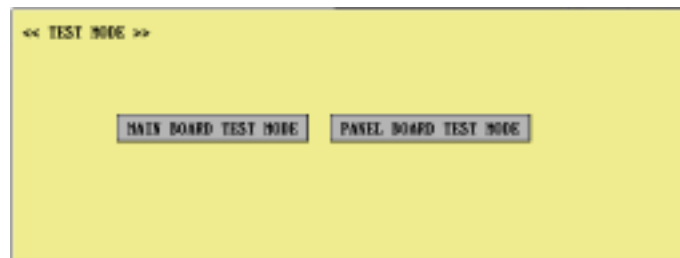 << TEST MODE >>
MAIN BOARD TEST MODE
PANEL BOARD TEST MODE